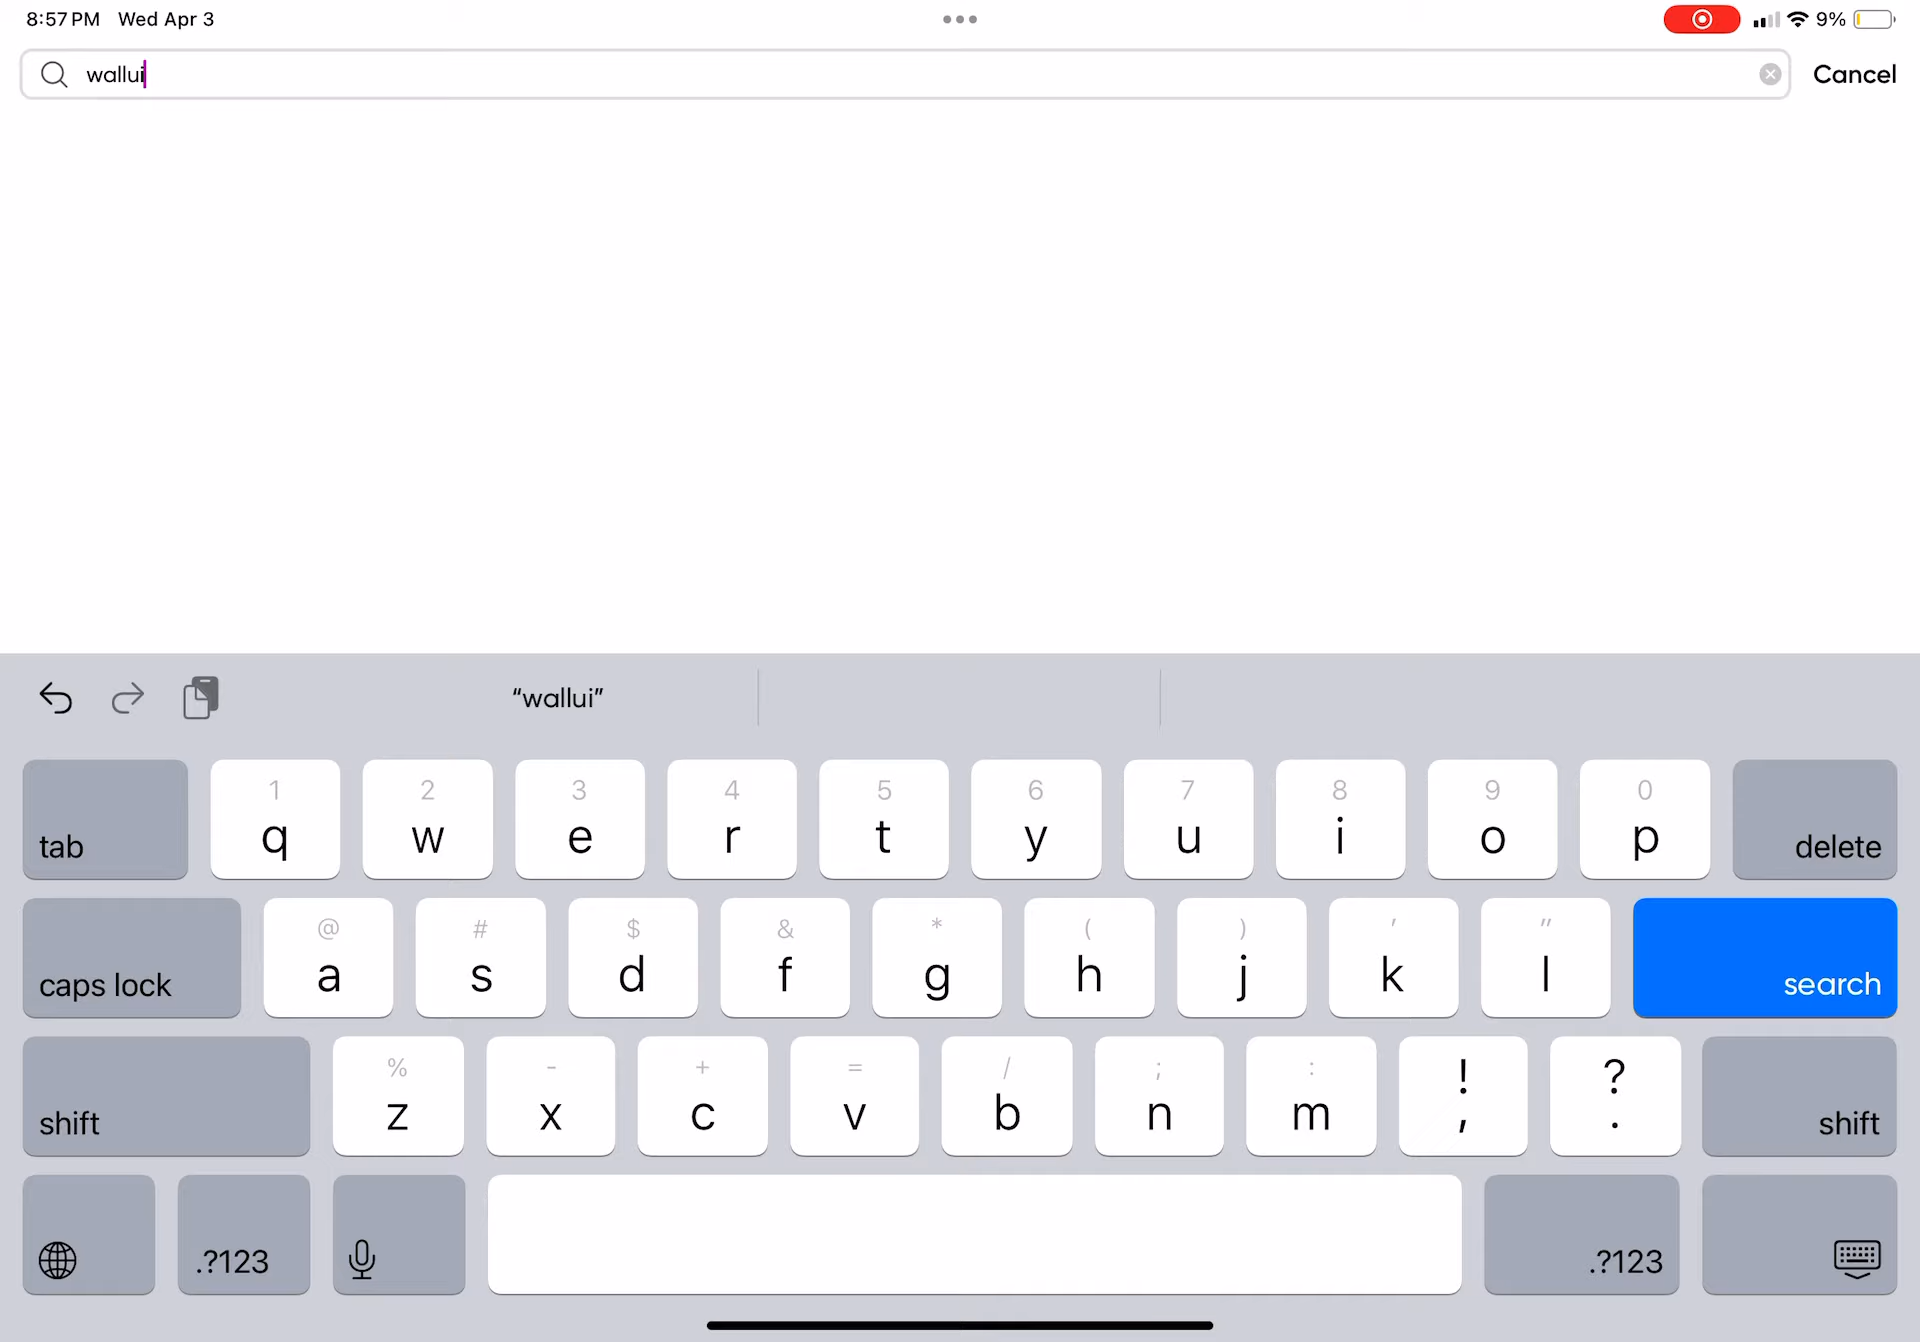 8:57 PM Wed Apr 3 9%
wallui Cancel
“wallui”
1 2 3 4 5 6 7 8 9 0
tab q w e r t y u i o p delete
@ # $ & * ( ) ' "
caps lock a s d f g h j k l search
% - + = / ; : ! ?
shift z x c v b n m , . shift
.?123 .?123